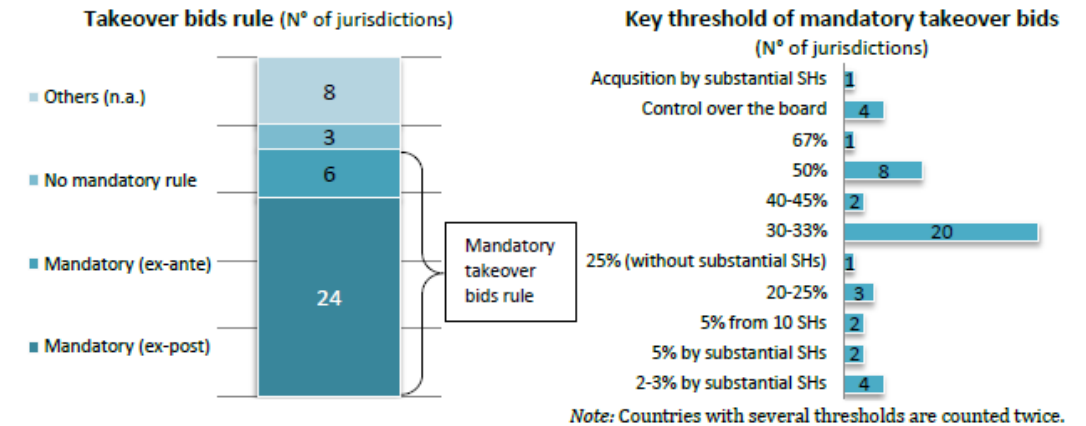 Takeover bids rule (N° of jurisdictions)
Others (n.a.)
No mandatory rule
Mandatory (ex-ante)
Mandatory (ex-post)
8
3
6
24
Mandatory
takeover
bids rule
Key threshold of mandatory takeover bids
(N° of jurisdictions)
Acqusition by substantial SHs 1
Control over the board 4
67% 1
50% 8
40-45% 2
30-33% 20
25% (without substantial SHs) 1
20-25% 3
5% from 10 SHs 2
5% by substantial SHs 2
2-3% by substantial SHs 4
Note: Countries with several thresholds are counted twice.